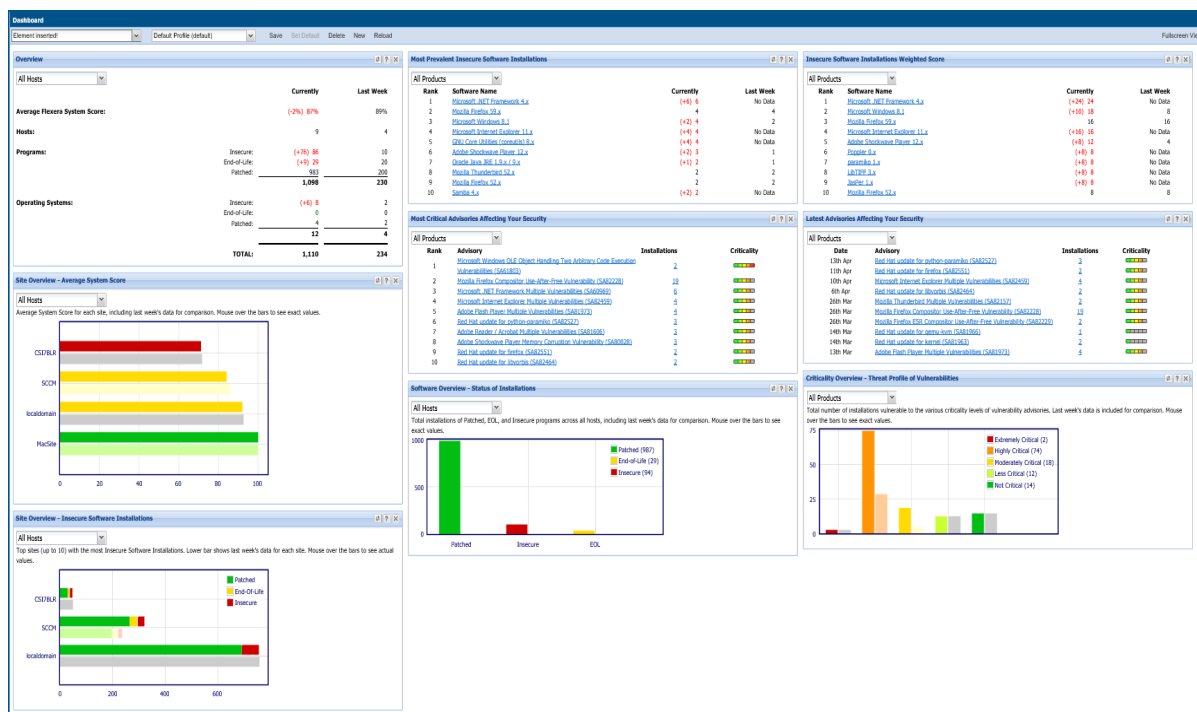 Dashboard
Element inserted! Default Profile (default) Save Set Default Delete New Reload Fullscreen Vie
Overview
All Hosts
Currently Last Week
Average Flexera System Score: (-2%) 87% 89%
Hosts: 9 4
Programs: Insecure: (+76) 86 10
End-of-Life: (+9) 29 20
Patched: 983 200
1,098 230
Operating Systems: Insecure: (+6) 8 2
End-of-Life: 0
Patched: 4 2
12 4
TOTAL: 1,110 234
Site Overview - Average System Score
All Hosts
Average System Score for each site, including last week's data for comparison. Mouse over the bars to see exact values.
CSI7BLR
SCCM
localdomain
MacSite
0 20 40 60 80 100
Site Overview - Insecure Software Installations
All Hosts
Top sites (up to 10) with the most Insecure Software Installations. Lower bar shows last week's data for each site. Mouse over the bars to see actual
values.
Patched
End-Of-Life
Insecure
CSI7BLR
SCCM
localdomain
0 200 400 600
Most Prevalent Insecure Software Installations
All Products
Rank Software Name Currently Last Week
1 Microsoft .NET Framework 4.x (+6) 6 No Data
2 Mozilla Firefox 59.x 4 4
3 Microsoft Windows 8.1 (+2) 4 2
4 Microsoft Internet Explorer 11.x (+4) 4 No Data
5 GNU Core Utilities (coreutils) 8.x (+4) 4 No Data
6 Adobe Shockwave Player 12.x (+2) 3 1
7 Oracle Java JRE 1.9.x / 9.x (+1) 2 1
8 Mozilla Thunderbird 52.x 2 2
9 Mozilla Firefox 52.x 2 2
10 Samba 4.x (+2) 2 No Data
Most Critical Advisories Affecting Your Security
All Products
Rank Advisory Installations Criticality
1 Microsoft Windows OLE Object Handling Two Arbitrary Code Execution
Vulnerabilities (SA61803) 2
2 Mozilla Firefox Compositor Use-After-Free Vulnerability (SA82228) 19
3 Microsoft .NET Framework Multiple Vulnerabilities (SA60969) 6
4 Microsoft Internet Explorer Multiple Vulnerabilities (SA82459) 4
5 Adobe Flash Player Multiple Vulnerabilities (SA81973) 4
6 Red Hat update for python-paramiko (SA82527) 3
7 Adobe Reader / Acrobat Multiple Vulnerabilities (SA81606) 3
8 Adobe Shockwave Player Memory Corruption Vulnerability (SA80028) 3
9 Red Hat update for firefox (SA82551) 2
10 Red Hat update for libvorbis (SA82464) 2
Software Overview - Status of Installations
All Hosts
Total installations of Patched, EOL, and Insecure programs across all hosts, including last week's data for comparison. Mouse over the bars to see
exact values.
1000
500
0
Patched (987)
End-of-Life (29)
Insecure (94)
Patched Insecure EOL
Insecure Software Installations Weighted Score
All Products
Rank Software Name Currently Last Week
1 Microsoft .NET Framework 4.x (+24) 24 No Data
2 Microsoft Windows 8.1 (+10) 18 8
3 Mozilla Firefox 59.x 16 16
4 Microsoft Internet Explorer 11.x (+16) 16 No Data
5 Adobe Shockwave Player 12.x (+8) 12 4
6 Poppler 0.x (+8) 8 No Data
7 paramiko 1.x (+8) 8 No Data
8 LibTIFF 3.x (+8) 8 No Data
9 JasPer 1.x (+8) 8 No Data
10 Mozilla Firefox 52.x 8 8
Latest Advisories Affecting Your Security
All Products
Date Advisory Installations Criticality
13th Apr Red Hat update for python-paramiko (SA82527) 3
11th Apr Red Hat update for firefox (SA82551) 2
10th Apr Microsoft Internet Explorer Multiple Vulnerabilities (SA82459) 4
6th Apr Red Hat update for libvorbis (SA82464) 2
26th Mar Mozilla Thunderbird Multiple Vulnerabilities (SA82157) 2
26th Mar Mozilla Firefox Compositor Use-After-Free Vulnerability (SA82228) 19
26th Mar Mozilla Firefox ESR Compositor Use-After-Free Vulnerability (SA82229) 2
14th Mar Red Hat update for qemu-kvm (SA81966) 1
14th Mar Red Hat update for kernel (SA81963) 2
13th Mar Adobe Flash Player Multiple Vulnerabilities (SA81973) 4
Criticality Overview - Threat Profile of Vulnerabilities
All Products
Total number of installations vulnerable to the various criticality levels of vulnerability advisories. Last week's data is included for comparison. Mouse
over the bars to see exact values.
75
50
25
0
Extremely Critical (2)
Highly Critical (74)
Moderately Critical (18)
Less Critical (12)
Not Critical (14)